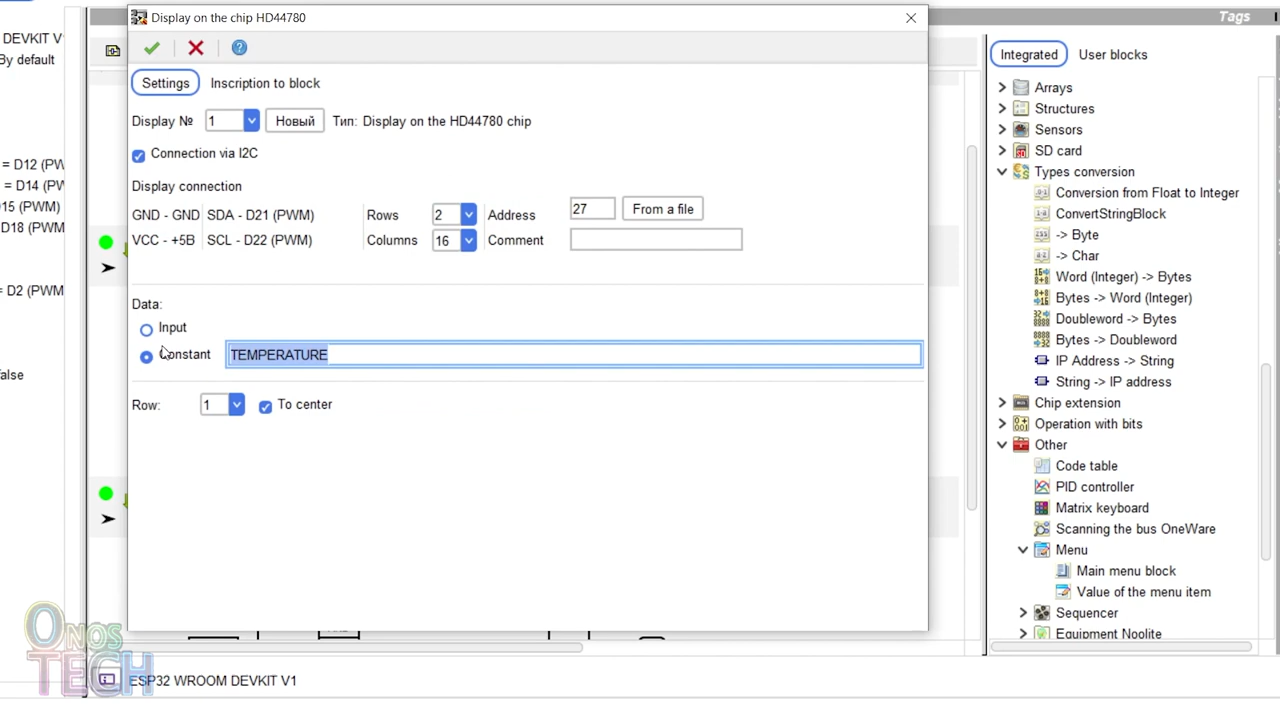 Display on the chip HD44780
Tags
DEVKIT V
By default
Integrated
User blocks
Settings
Inscription to block
Display №
1
Новый
Тип: Display on the HD44780 chip
Connection via I2C
Display connection
GND - GND
SDA - D21 (PWM)
Rows
2
Address
27
From a file
VCC - +5B
SCL - D22 (PWM)
Columns
16
Comment
Data:
Input
Constant
TEMPERATURE
Row:
1
To center
= D12 (PW
= D14 (PW
D15 (PWM)
D18 (PWM)
= D2 (PWM
false
Arrays
Structures
Sensors
SD card
Types conversion
Conversion from Float to Integer
ConvertStringBlock
-> Byte
-> Char
Word (Integer) -> Bytes
Bytes -> Word (Integer)
Doubleword -> Bytes
Bytes -> Doubleword
IP Address -> String
String -> IP address
Chip extension
Operation with bits
Other
Code table
PID controller
Matrix keyboard
Scanning the bus OneWare
Menu
Main menu block
Value of the menu item
Sequencer
Equipment Noolite
ESP32 WROOM DEVKIT V1
ONOS
TECH